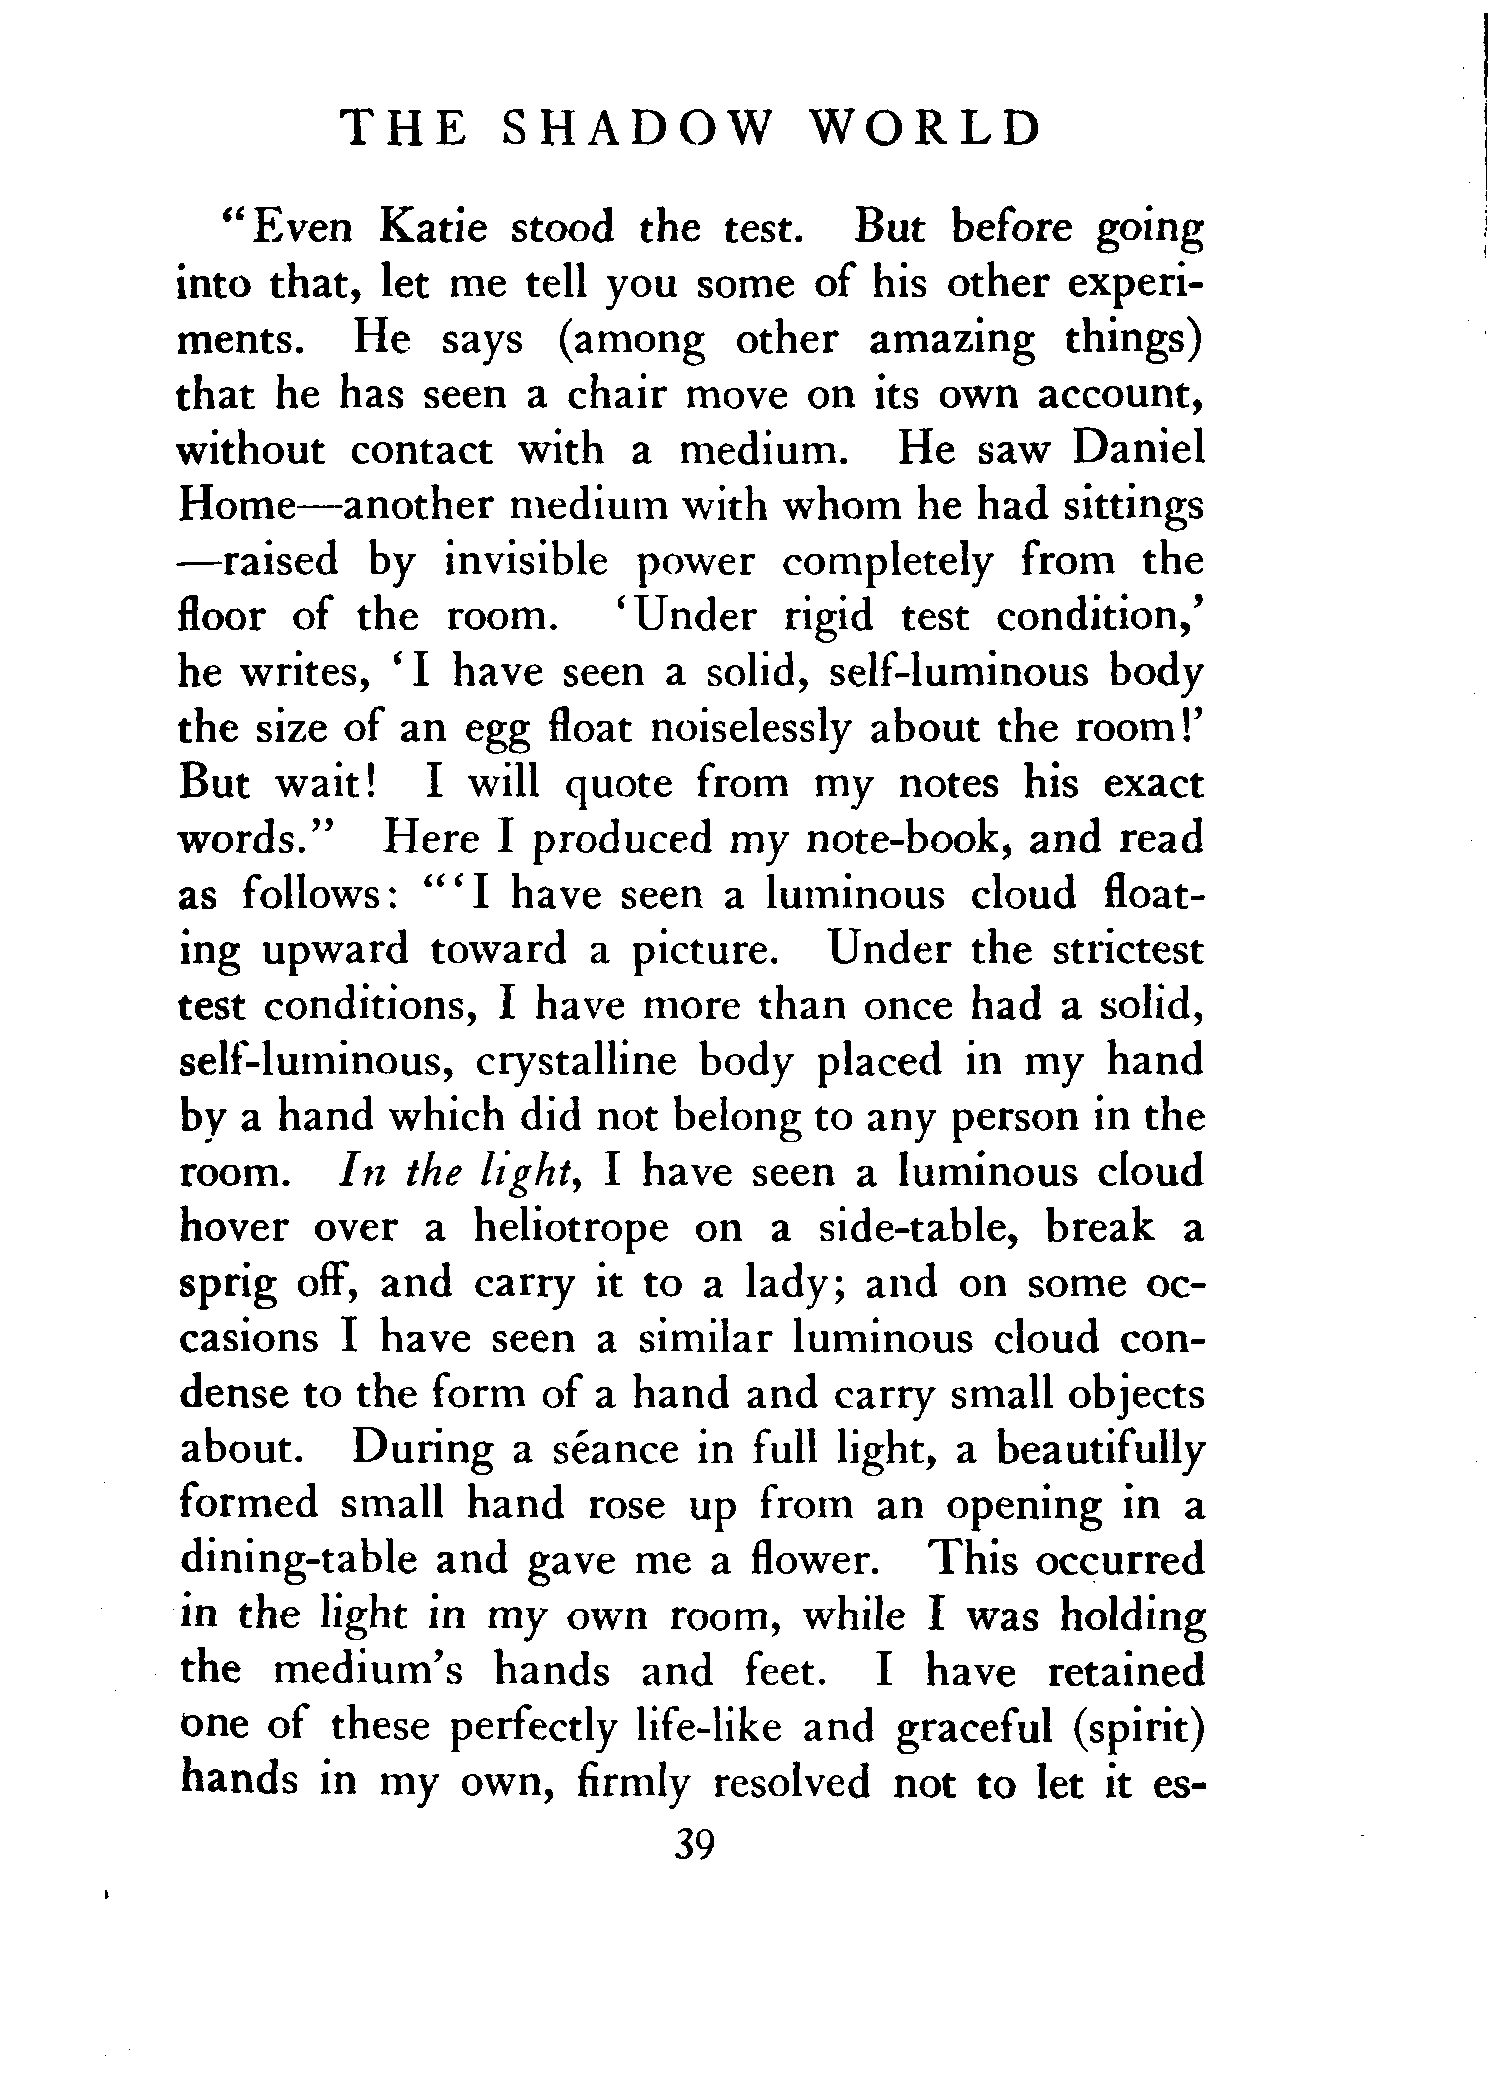 THE SHADOW WORLD
"Even Katie stood the test. But before going
into that, let me tell you some of his other experi-
ments. He says (among other amazing things)
that he has seen a chair move on its own account,
without contact with a medium. He saw Daniel
Home—another medium with whom he had sittings
—raised by invisible power completely from the
floor of the room. 'Under rigid test condition,'
he writes, 'I have seen a solid, self-luminous body
the size of an egg float noiselessly about the room!'
But wait! I will quote from my notes his exact
words." Here I produced my note-book, and read
as follows: "'I have seen a luminous cloud float-
ing upward toward a picture. Under the strictest
test conditions, I have more than once had a solid,
self-luminous, crystalline body placed in my hand
by a hand which did not belong to any person in the
room. In the light, I have seen a luminous cloud
hover over a heliotrope on a side-table, break a
sprig off, and carry it to a lady; and on some oc-
casions I have seen a similar luminous cloud con-
dense to the form of a hand and carry small objects
about. During a séance in full light, a beautifully
formed small hand rose up from an opening in a
dining-table and gave me a flower. This occurred
in the light in my own room, while I was holding
the medium's hands and feet. I have retained
one of these perfectly life-like and graceful (spirit)
hands in my own, firmly resolved not to let it es-
39